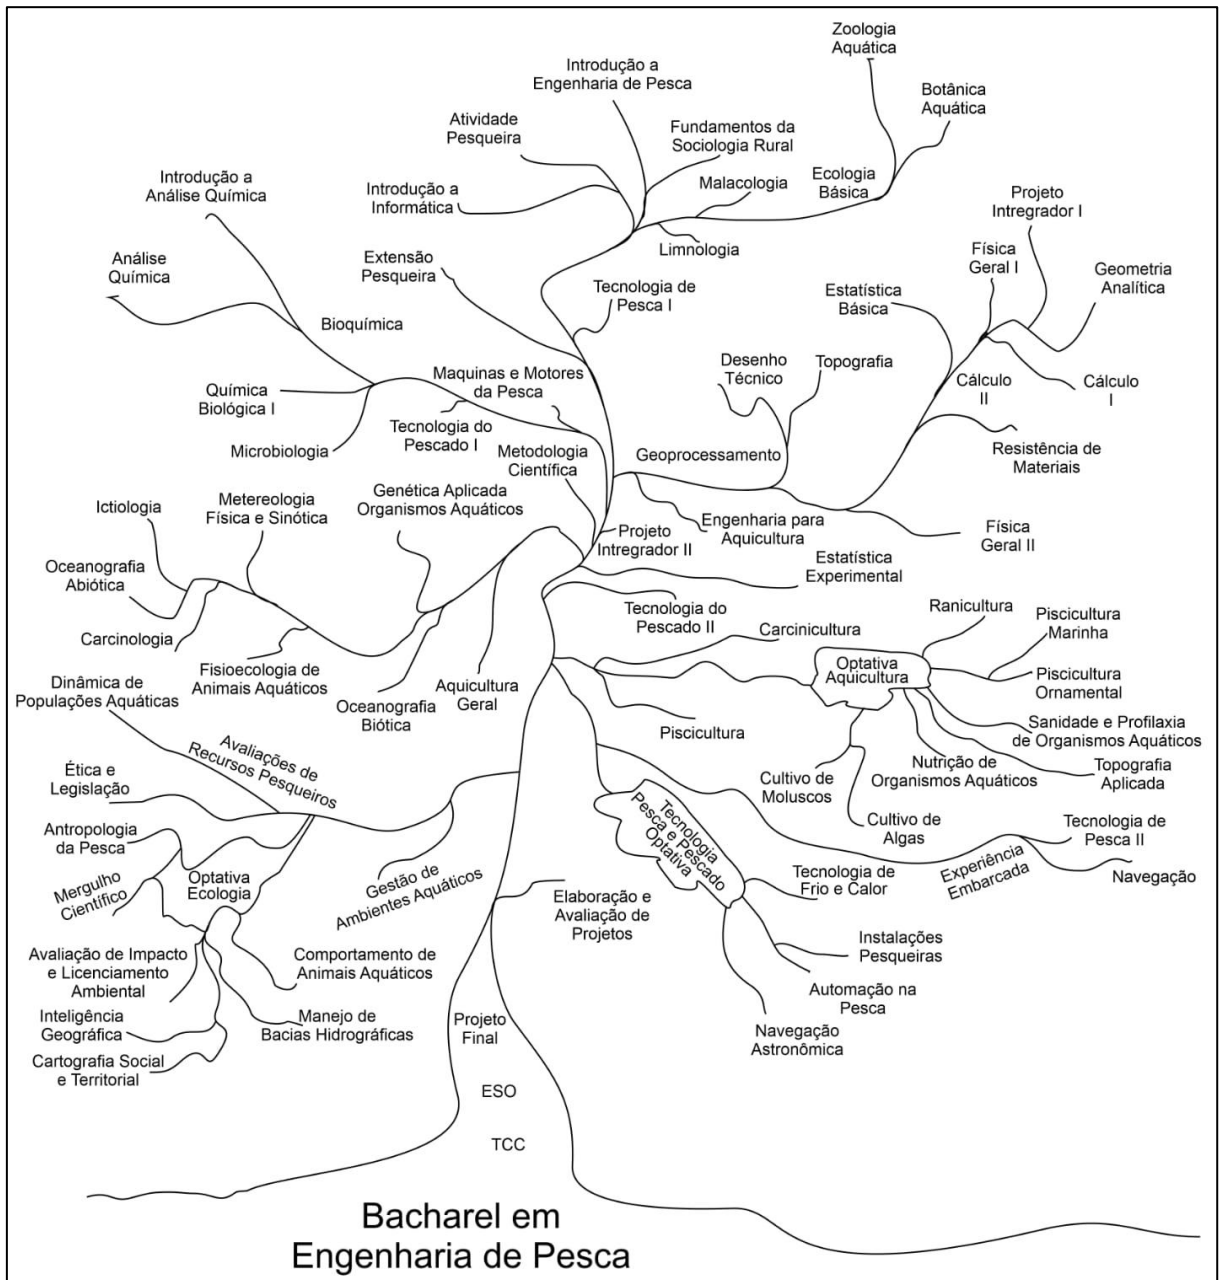 Zoologia
Aquática
Introdução a
Engenharia de Pesca
Botânica
Aquática
Atividade
Pesqueira
Fundamentos da
Sociologia Rural
Introdução a
Análise Química
Introdução a
Informática
Malacologia
Ecologia
Básica
Projeto
Intregrador I
Limnologia
Análise
Química
Extensão
Pesqueira
Física
Geral I
Geometria
Analítica
Tecnologia de
Pesca I
Estatística
Básica
Bioquímica
Maquinas e Motores
da Pesca
Desenho
Técnico
Topografia
Cálculo
II
Cálculo
I
Química
Biológica I
Tecnologia do
Pescado I
Microbiologia
Metodologia
Científica
Geoprocessamento
Resistência de
Materiais
Ictiologia
Metereologia
Física e Sinótica
Genética Aplicada
Organismos Aquáticos
Projeto
Intregrador II
Engenharia para
Aquicultura
Física
Geral II
Oceanografia
Abiótica
Estatística
Experimental
Carcinologia
Tecnologia do
Pescado II
Carcinicultura
Ranicultura
Piscicultura
Marinha
Fisioecologia de
Animais Aquáticos
Optativa
Aquicultura
Dinâmica de
Populações Aquáticas
Oceanografia
Biótica
Aquicultura
Geral
Piscicultura
Ornamental
Piscicultura
Sanidade e Profilaxia
de Organismos Aquáticos
Avaliações de
Recursos Pesqueiros
Ética e
Legislação
Cultivo de
Moluscos
Nutrição de
Organismos Aquáticos
Topografia
Aplicada
Antropologia
da Pesca
Tecnologia
Pesca e Pescado
Optativa
Cultivo de
Algas
Tecnologia de
Pesca II
Mergulho
Científico
Optativa
Ecologia
Gestão de
Ambientes Aquáticos
Tecnologia de
Frio e Calor
Experiência
Embarcada
Navegação
Elaboração e
Avaliação de
Projetos
Avaliação de Impacto
e Licenciamento
Ambiental
Comportamento de
Animais Aquáticos
Instalações
Pesqueiras
Automação na
Pesca
Inteligência
Geográfica
Manejo de
Bacias Hidrográficas
Projeto
Final
Navegação
Astronômica
Cartografia Social
e Territorial
ESO
TCC
Bacharel em
Engenharia de Pesca